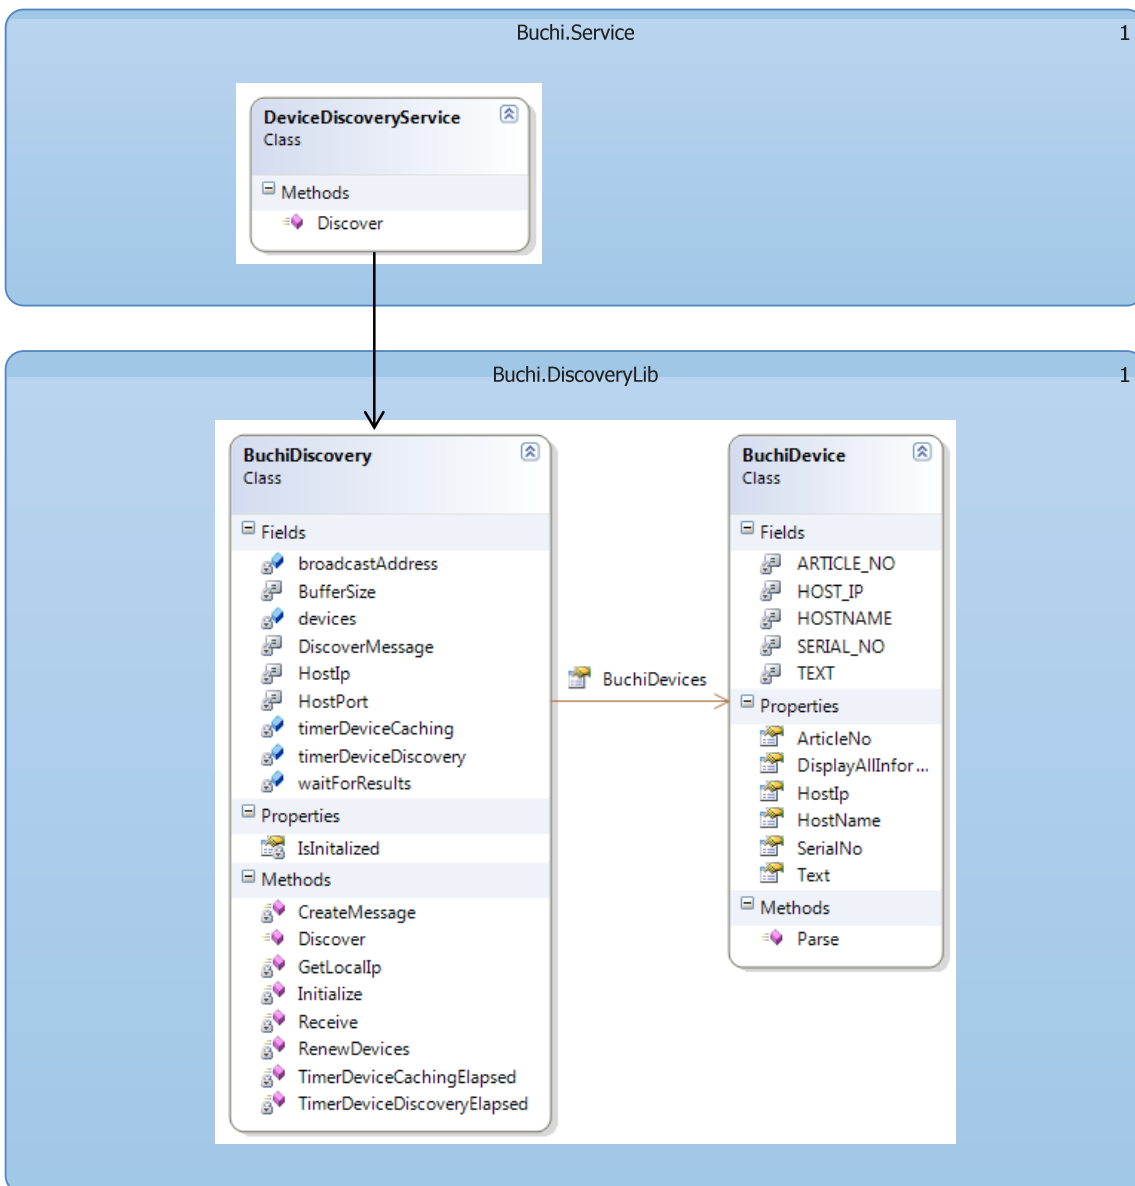 Buchi.Service 1
DeviceDiscoveryService
Class
Methods
Discover
Buchi.DiscoveryLib 1
BuchiDiscovery
Class
Fields
broadcastAddress
BufferSize
devices
DiscoverMessage
HostIp
HostPort
timerDeviceCaching
timerDeviceDiscovery
waitForResults
Properties
IsInitalized
Methods
CreateMessage
Discover
GetLocalIp
Initialize
Receive
RenewDevices
TimerDeviceCachingElapsed
TimerDeviceDiscoveryElapsed
BuchiDevices
BuchiDevice
Class
Fields
ARTICLE_NO
HOST_IP
HOSTNAME
SERIAL_NO
TEXT
Properties
ArticleNo
DisplayAllInfor...
HostIp
HostName
SerialNo
Text
Methods
Parse